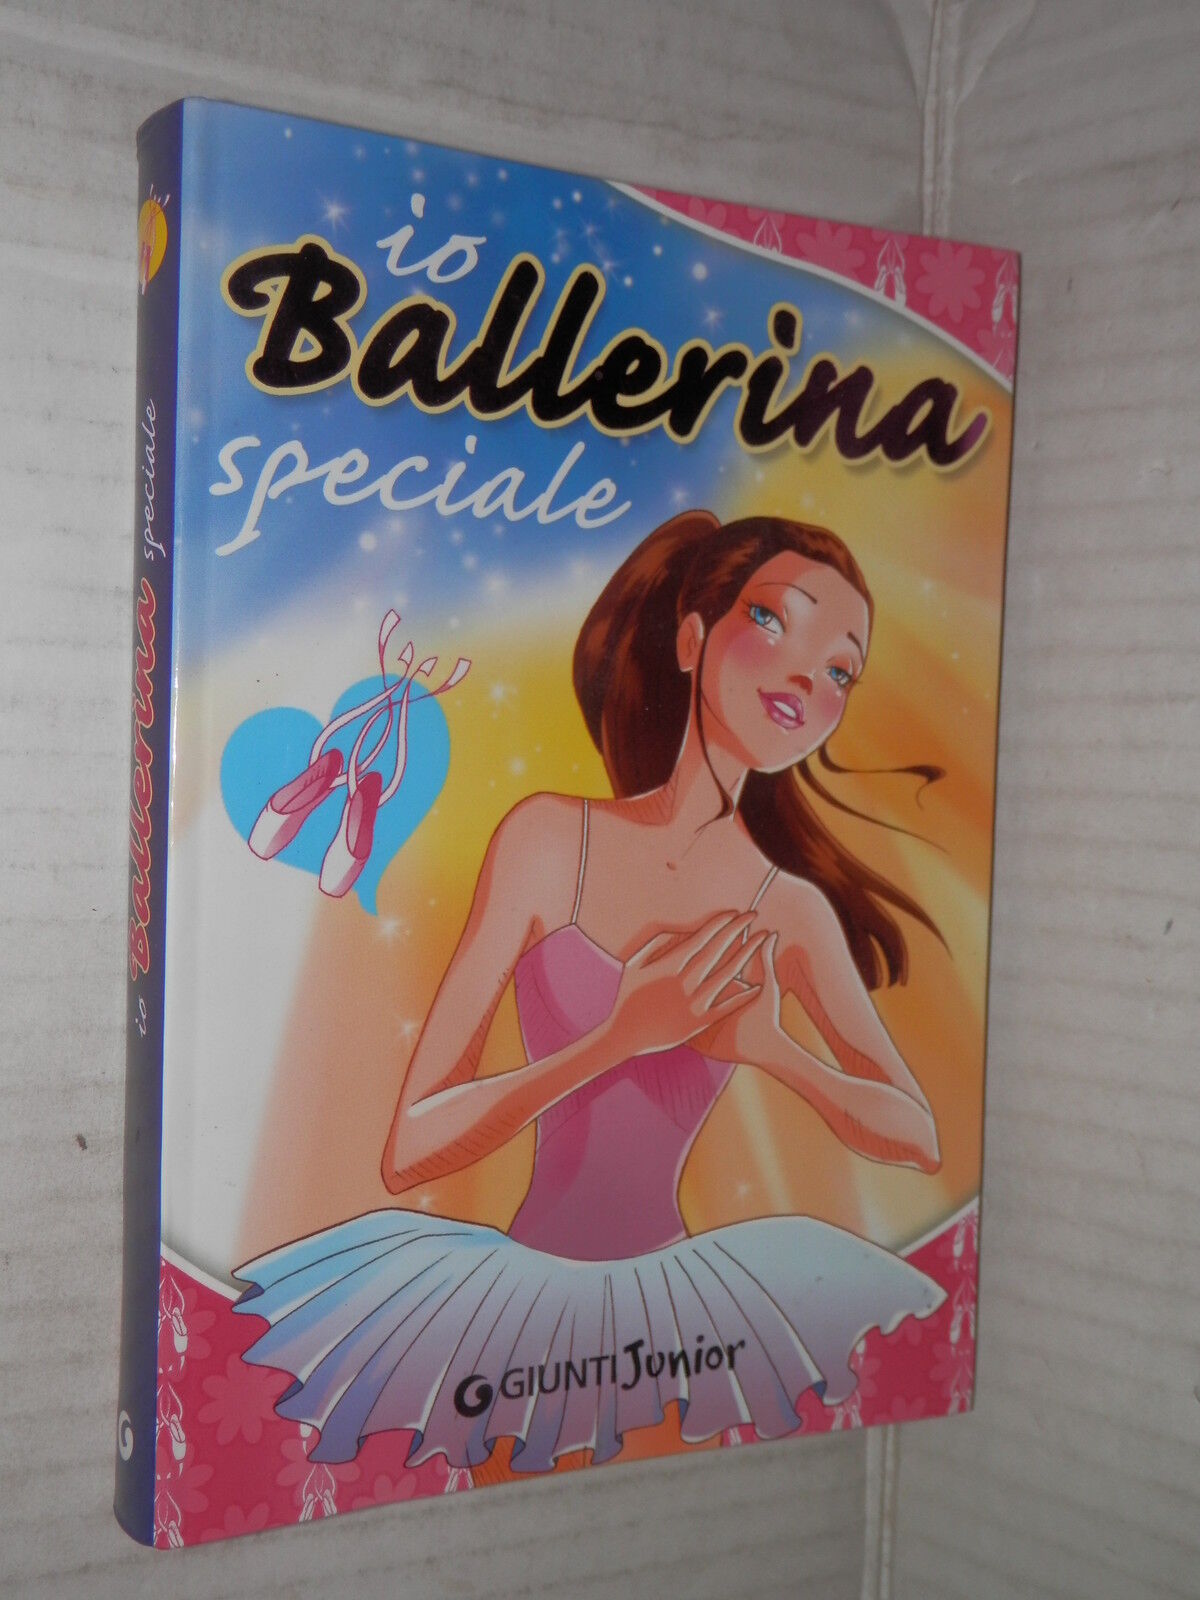 io
Ballerina
speciale
GIUNTI Junior
io Ballerina speciale